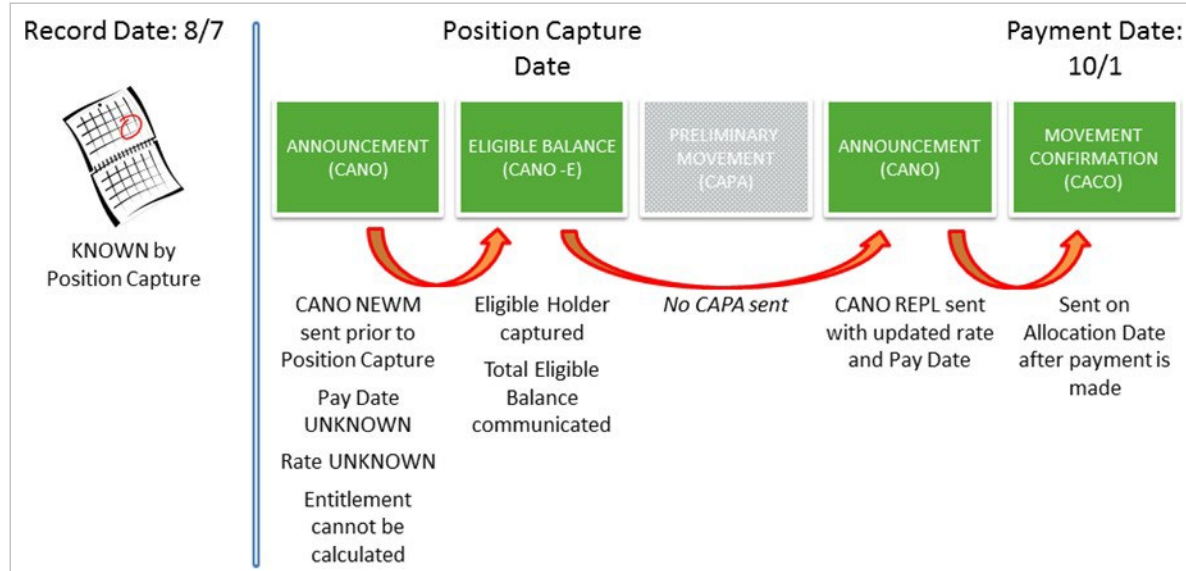 Record Date: 8/7
KNOWN by
Position Capture
Position Capture
Date
Payment Date:
10/1
ANNOUNCEMENT
(CANO)
ELIGIBLE BALANCE
(CANO -E)
PRELIMINARY
MOVEMENT
(CAPA)
ANNOUNCEMENT
(CANO)
MOVEMENT
CONFIRMATION
(CACO)
CANO NEWM
sent prior to
Position Capture
Pay Date
UNKNOWN
Rate UNKNOWN
Entitlement
cannot be
calculated
Eligible Holder
captured
Total Eligible
Balance
communicated
No CAPA sent
CANO REPL sent
with updated rate
and Pay Date
Sent on
Allocation Date
after payment is
made